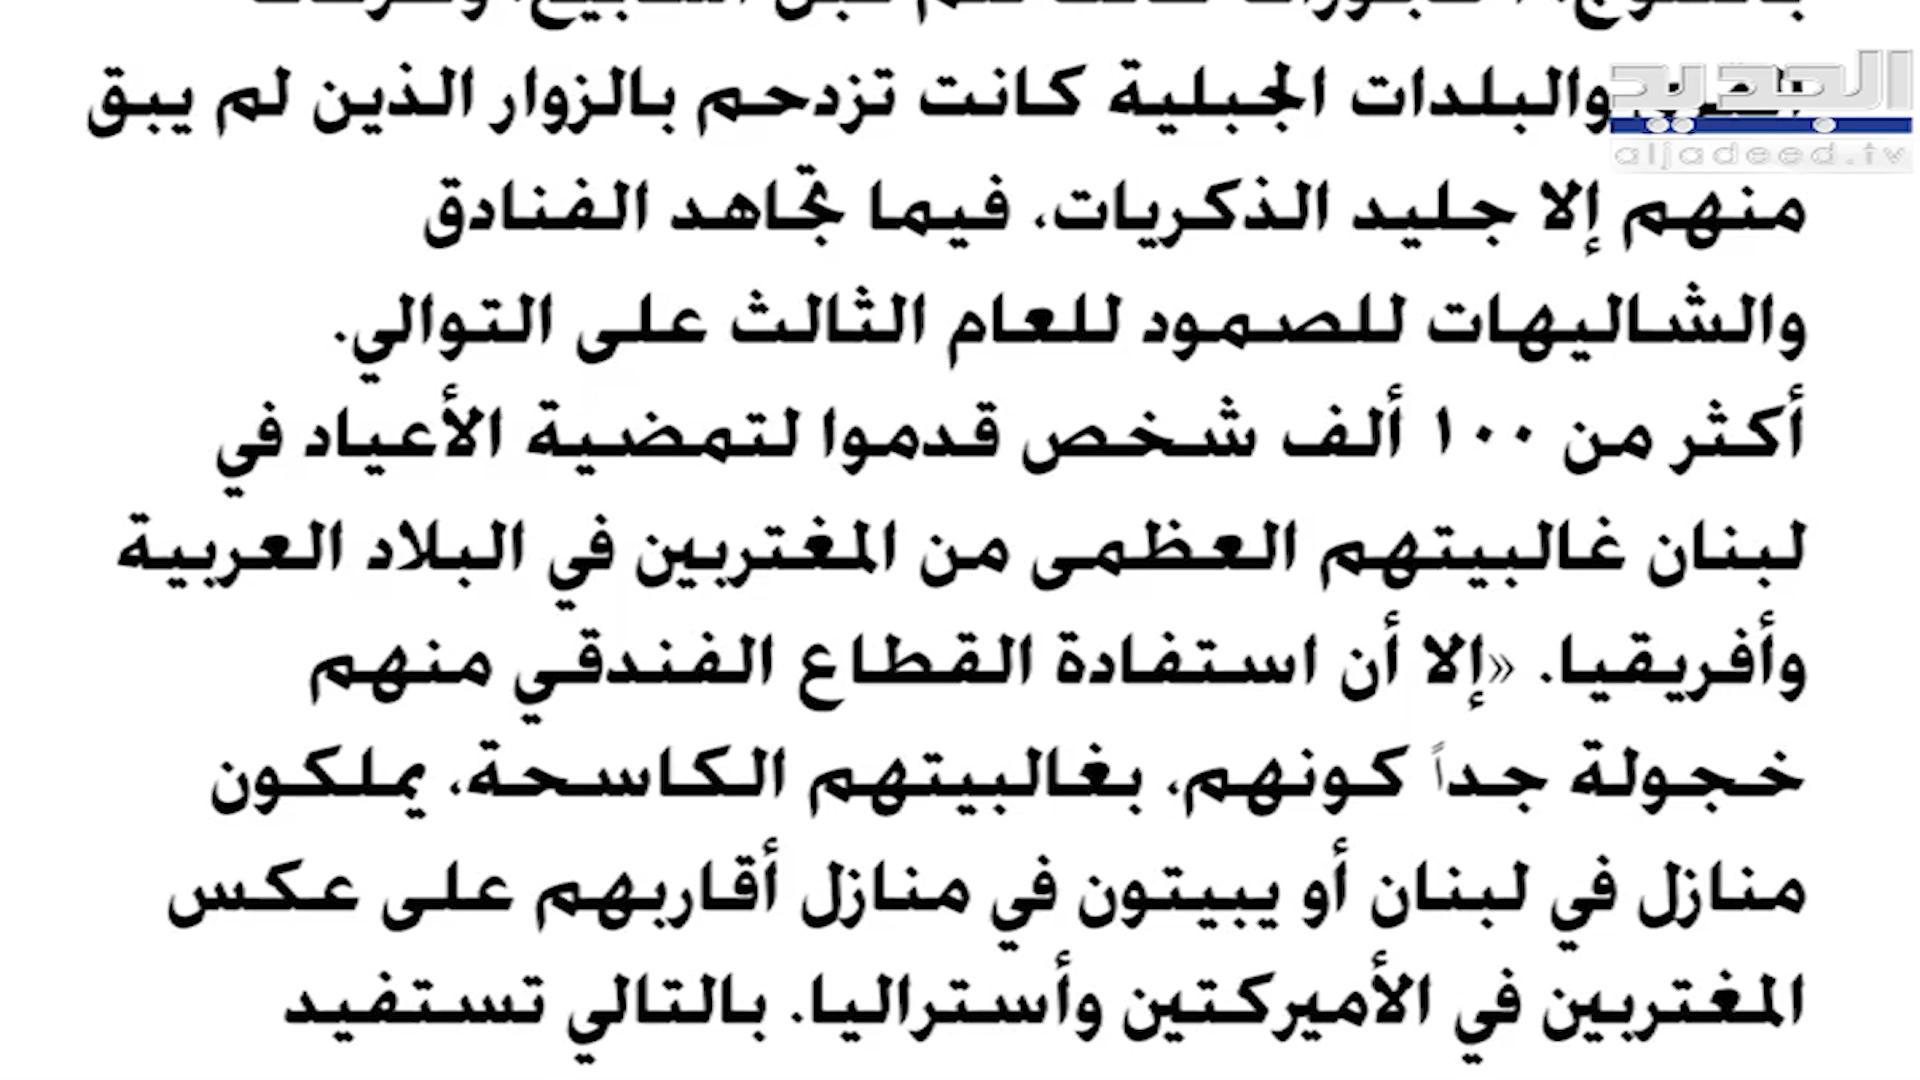 والبلدات الجبلية كانت تزدحم بالزوار الذين لم يبق
منهم إلا جليد الذكريات، فيما تجاهد الفنادق
والشاليهات للصمود للعام الثالث على التوالي.
أكثر من ١٠٠ ألف شخص قدموا لتمضية الأعياد في
لبنان غالبيتهم العظمى من المغتربين في البلاد العربية
وأفريقيا. «إلا أن استفادة القطاع الفندقي منهم
خجولة جداً كونهم، بغالبيتهم الكاسحة، يملكون
منازل في لبنان أو يبيتون في منازل أقاربهم على عكس
المغتربين في الأميركتين وأستراليا. بالتالي تستفيد
الجديد
aljadeed.tv